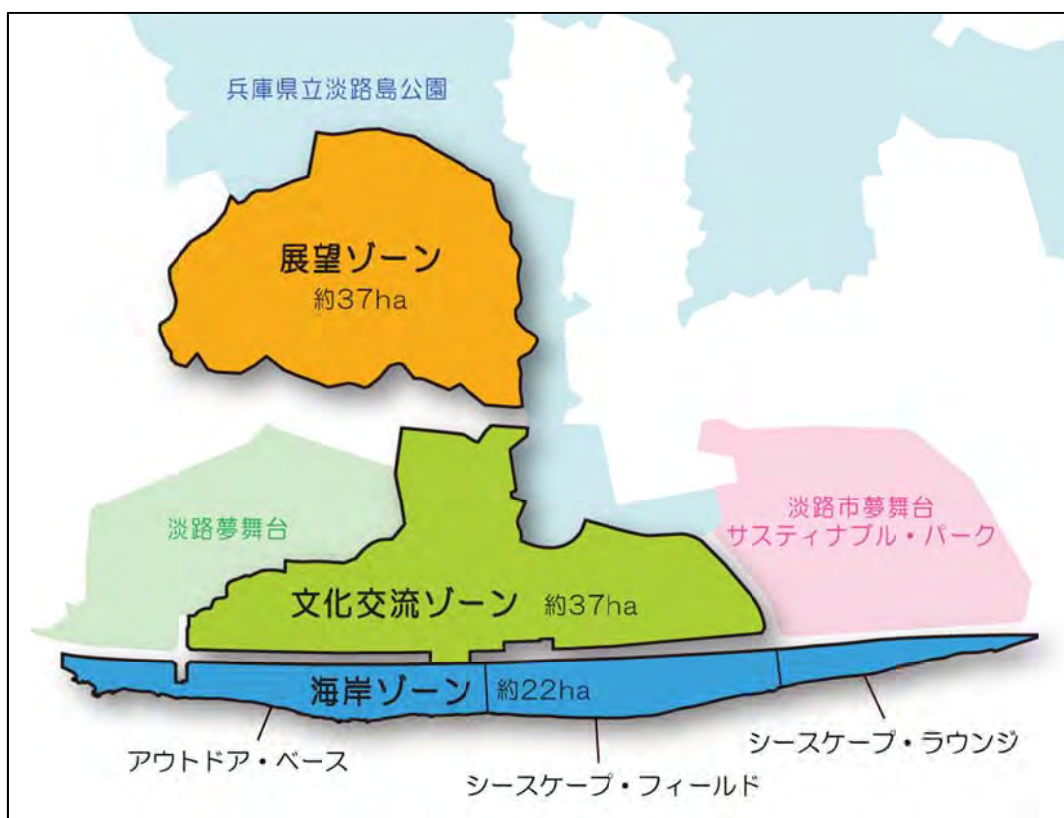 兵庫県立淡路島公園
展望ゾーン
約37ha
淡路夢舞台
淡路市夢舞台
サスティナブル・パーク
文化交流ゾーン 約37ha
海岸ゾーン 約22ha
アウトドア・ベース
シースケープ・フィールド
シースケープ・ラウンジ